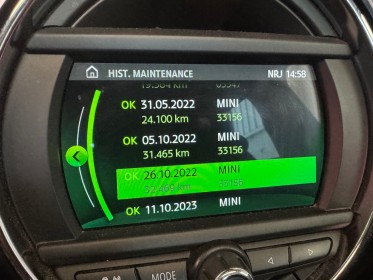 HIST. MAINTENANCE NRJ 14:58
OK 31.05.2022 MINI
24.100 km 33156
OK 05.10.2022 MINI
31.465 km 33156
OK 26.10.2022 MINI
OK 11.10.2023 MINI
MODE